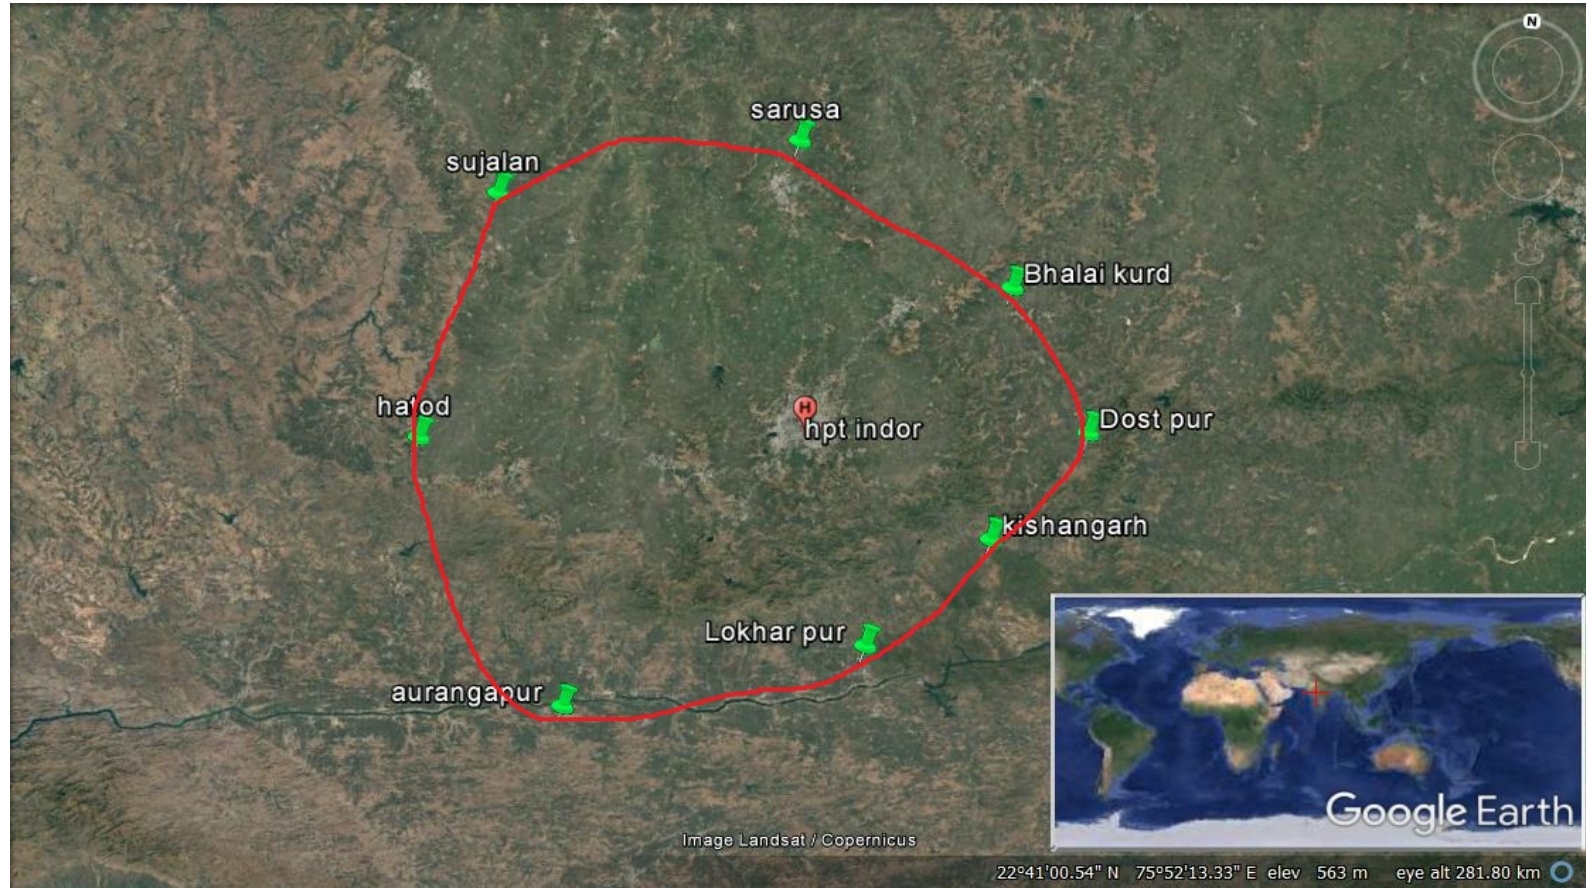 N
sarusa
sujalan
Bhalai kurd
hatod
H
hpt indor
Dost pur
kishangarh
Lokhar pur
aurangapur
Google Earth
Image Landsat / Copernicus
22°41'00.54" N 75°52'13.33" E elev 563 m eye alt 281.80 km